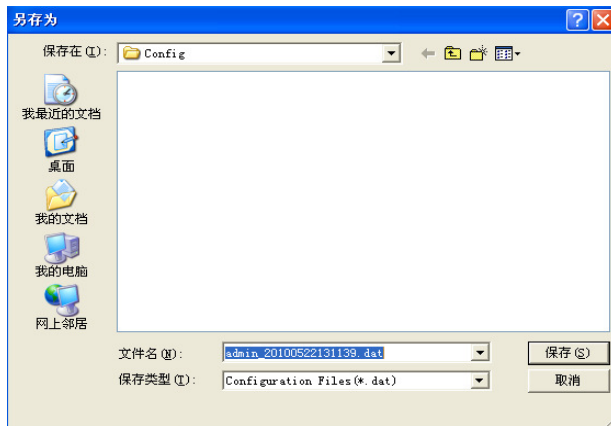 另存为
保存在(I):
Config
我最近的文档
桌面
我的文档
我的电脑
网上邻居
文件名(N):
admin_20100522131139.dat
保存(S)
保存类型(T):
Configuration Files(*.dat)
取消